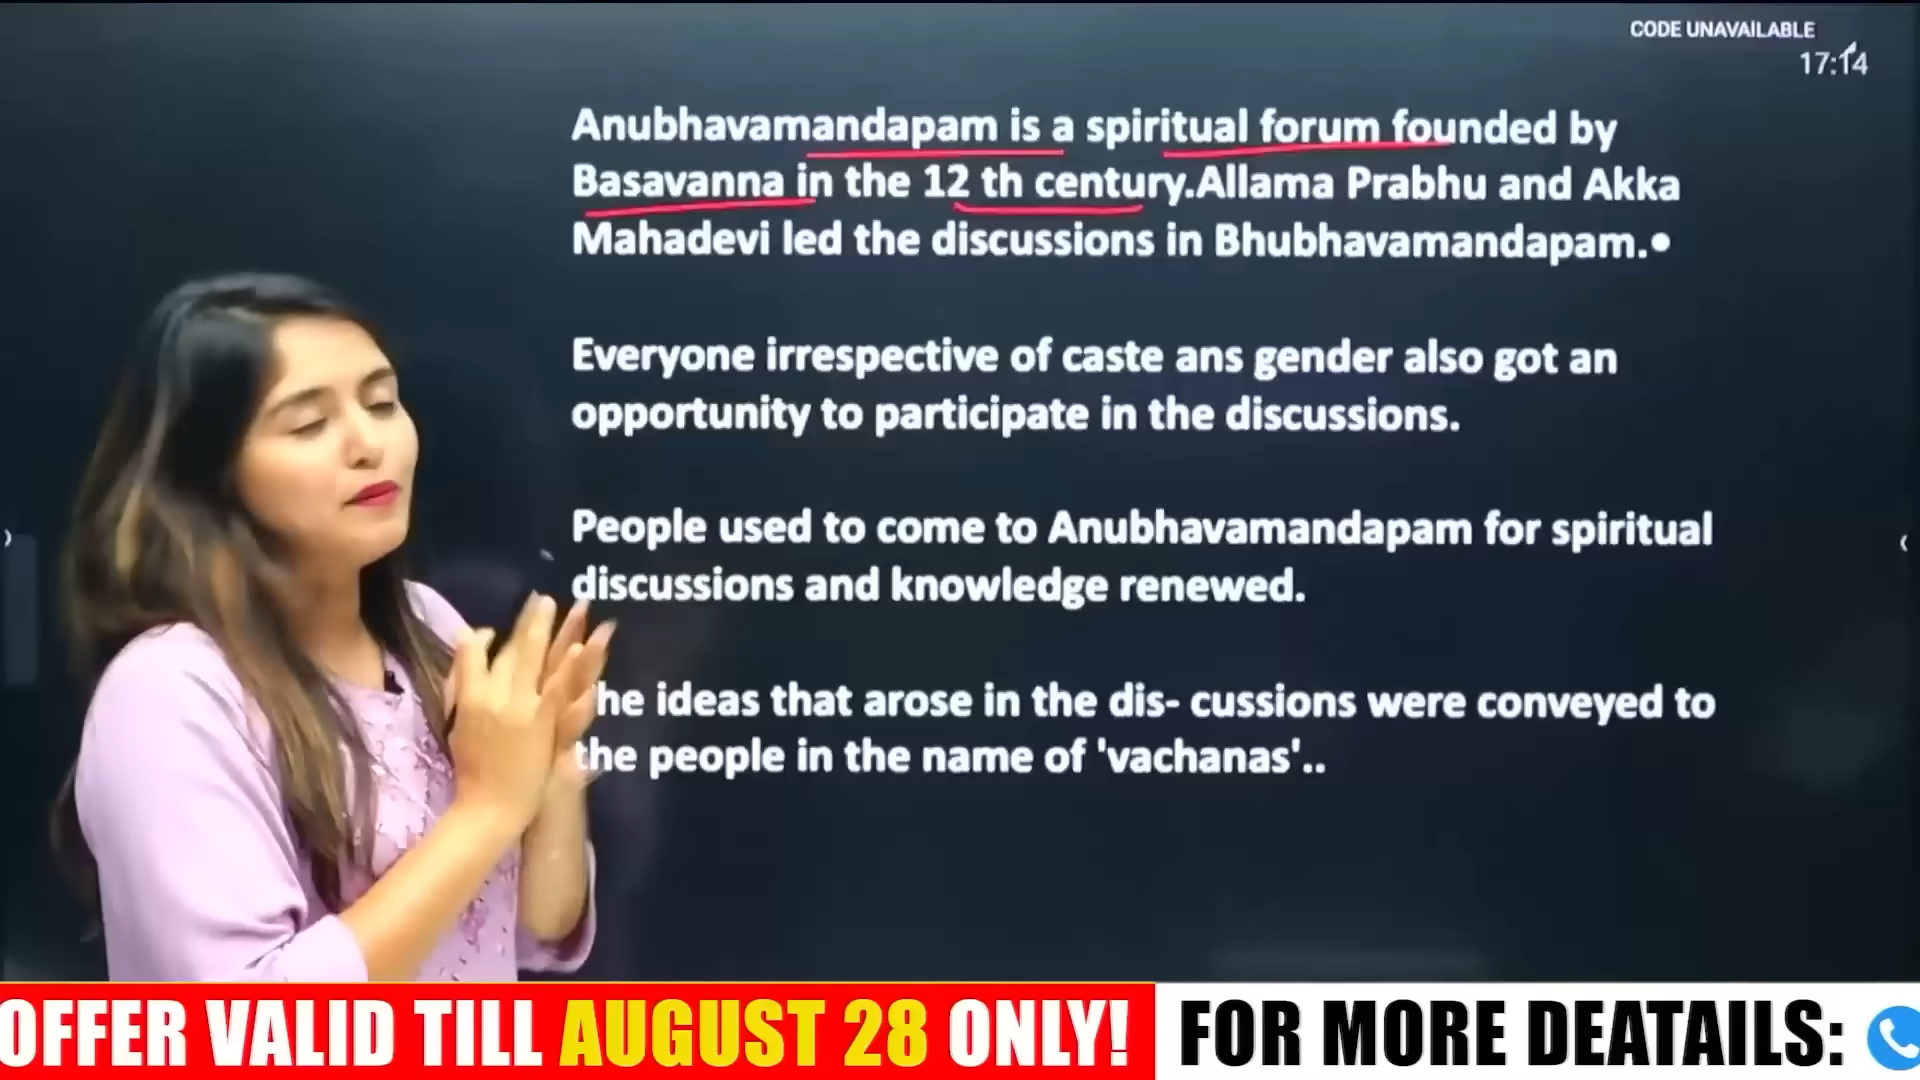 CODE UNAVAILABLE
17:14
Anubhavamandapam is a spiritual forum founded by
Basavanna in the 12 th century.Allama Prabhu and Akka
Mahadevi led the discussions in Bhubhavamandapam.•
Everyone irrespective of caste ans gender also got an
opportunity to participate in the discussions.
People used to come to Anubhavamandapam for spiritual
discussions and knowledge renewed.
he ideas that arose in the dis- cussions were conveyed to
the people in the name of 'vachanas'..
OFFER VALID TILL AUGUST 28 ONLY! FOR MORE DEATAILS: